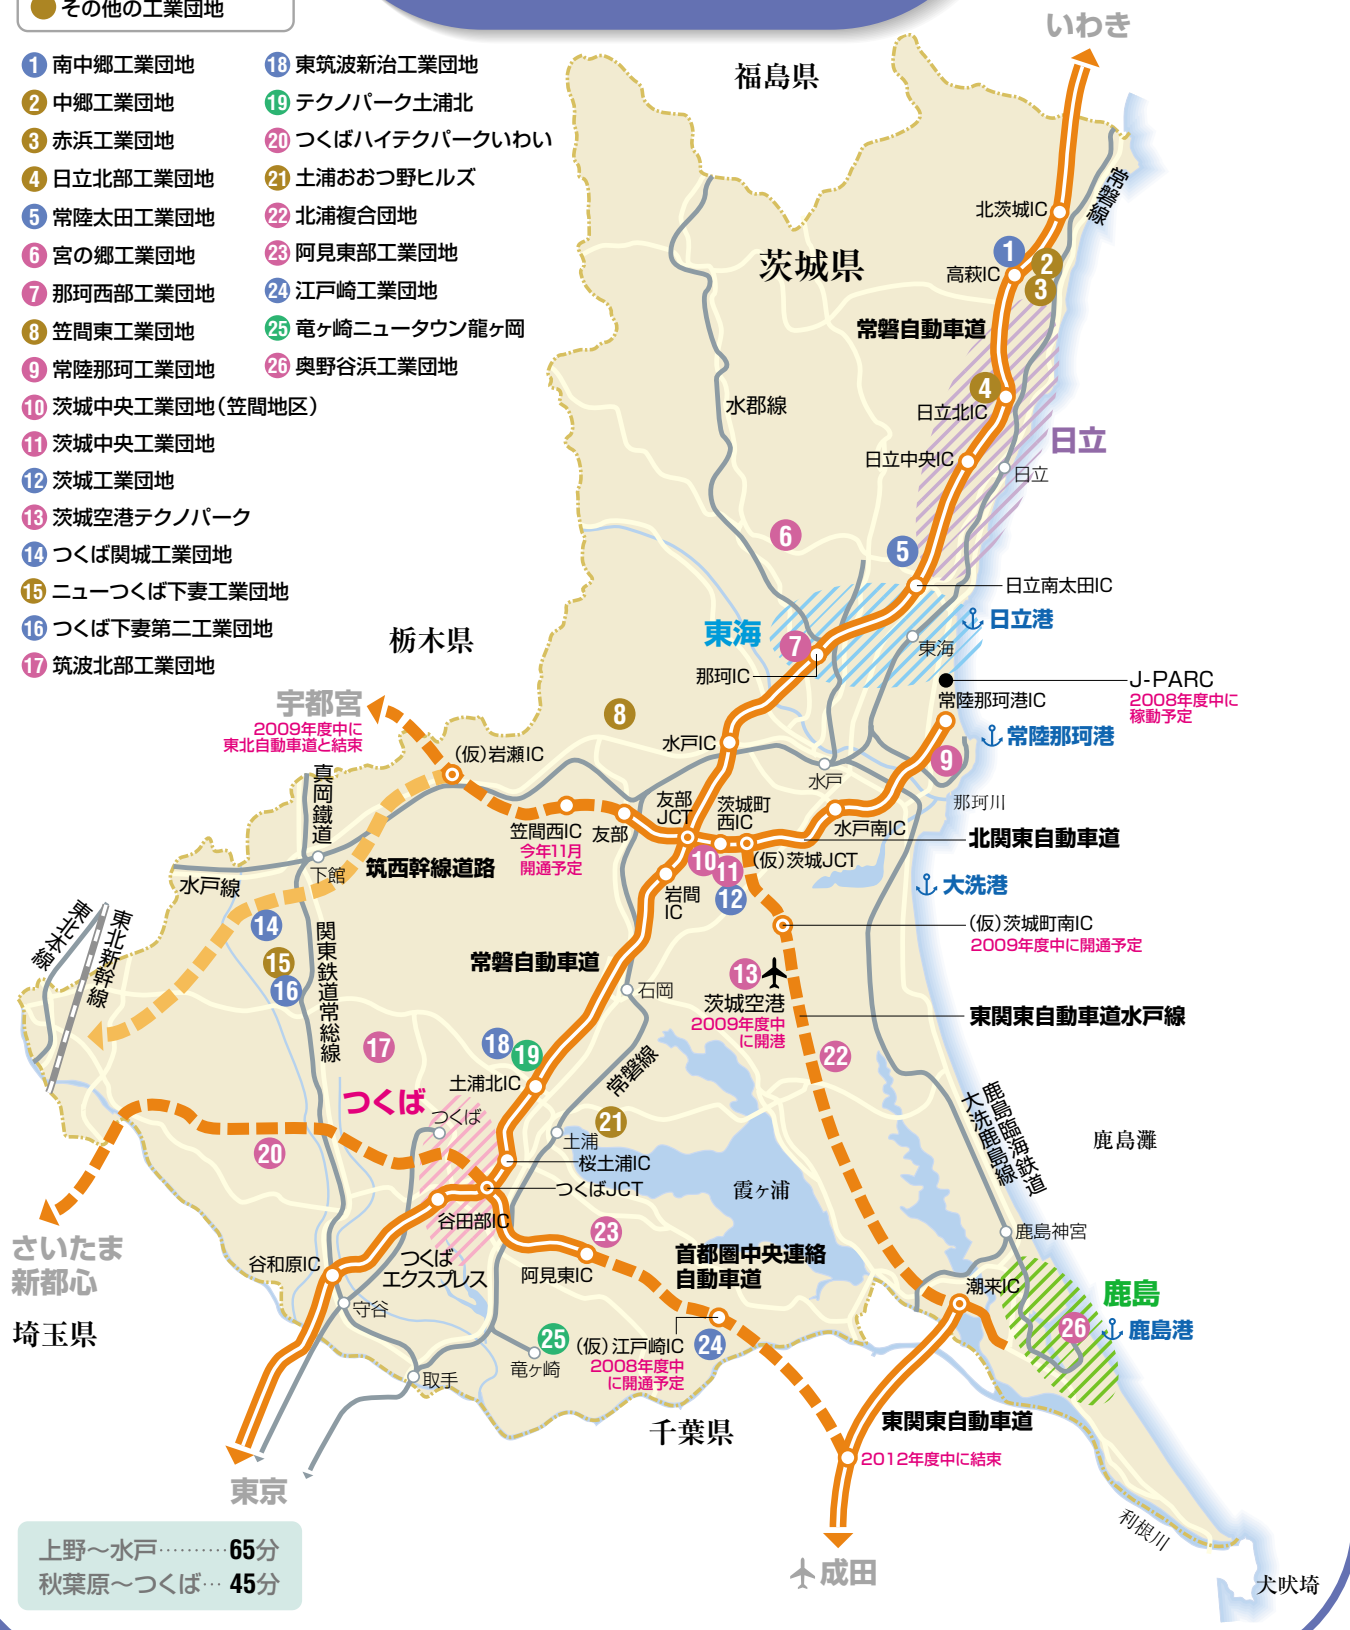 その他の工業団地
1 南中郷工業団地
2 中郷工業団地
3 赤浜工業団地
4 日立北部工業団地
5 常陸太田工業団地
6 宮の郷工業団地
7 那珂西部工業団地
8 笠間東工業団地
9 常陸那珂工業団地
10 茨城中央工業団地(笠間地区)
11 茨城中央工業団地
12 茨城工業団地
13 茨城空港テクノパーク
14 つくば関城工業団地
15 ニューつくば下妻工業団地
16 つくば下妻第二工業団地
17 筑波北部工業団地
18 東筑波新治工業団地
19 テクノパーク土浦北
20 つくばハイテクパークいわい
21 土浦おおつ野ヒルズ
22 北浦複合団地
23 阿見東部工業団地
24 江戸崎工業団地
25 竜ヶ崎ニュータウン龍ヶ岡
26 奥野谷浜工業団地
いわき
福島県
常磐線
北茨城IC
茨城県
1
2
高萩IC
3
常磐自動車道
4
水郡線
日立北IC
日立
日立中央IC
日立
6
5
日立南太田IC
日立港
東海
7
東海
栃木県
那珂IC
J-PARC
2008年度中に
稼動予定
常陸那珂港IC
宇都宮
2009年度中に
東北自動車道と結束
8
水戸IC
常陸那珂港
(仮)岩瀬IC
9
水戸
真岡鐵道
那珂川
友部
JCT
茨城町
西IC
笠間西IC
今年11月
開通予定
友部
水戸南IC
北関東自動車道
10
11
(仮)茨城JCT
筑西幹線道路
下館
水戸線
岩間
IC
12
大洗港
東北本線
東北新幹線
14
関東鉄道常総線
(仮)茨城町南IC
2009年度中に開通予定
15
常磐自動車道
16
13
石岡
茨城空港
2009年度中
に開港
東関東自動車道水戸線
17
18
19
22
土浦北IC
常磐線
つくば
つくば
21
大洗鹿島線
鹿島臨海鉄道
鹿島灘
20
土浦
桜土浦IC
つくばJCT
霞ヶ浦
谷田部IC
23
さいたま
新都心
鹿島神宮
谷和原IC
つくば
エクスプレス
阿見東IC
首都圏中央連絡
自動車道
潮来IC
鹿島
埼玉県
守谷
26
鹿島港
25
(仮)江戸崎IC
2008年度中
に開通予定
24
竜ヶ崎
取手
千葉県
東関東自動車道
2012年度中に結束
東京
利根川
成田
犬吠埼
上野〜水戸………65分
秋葉原〜つくば…45分